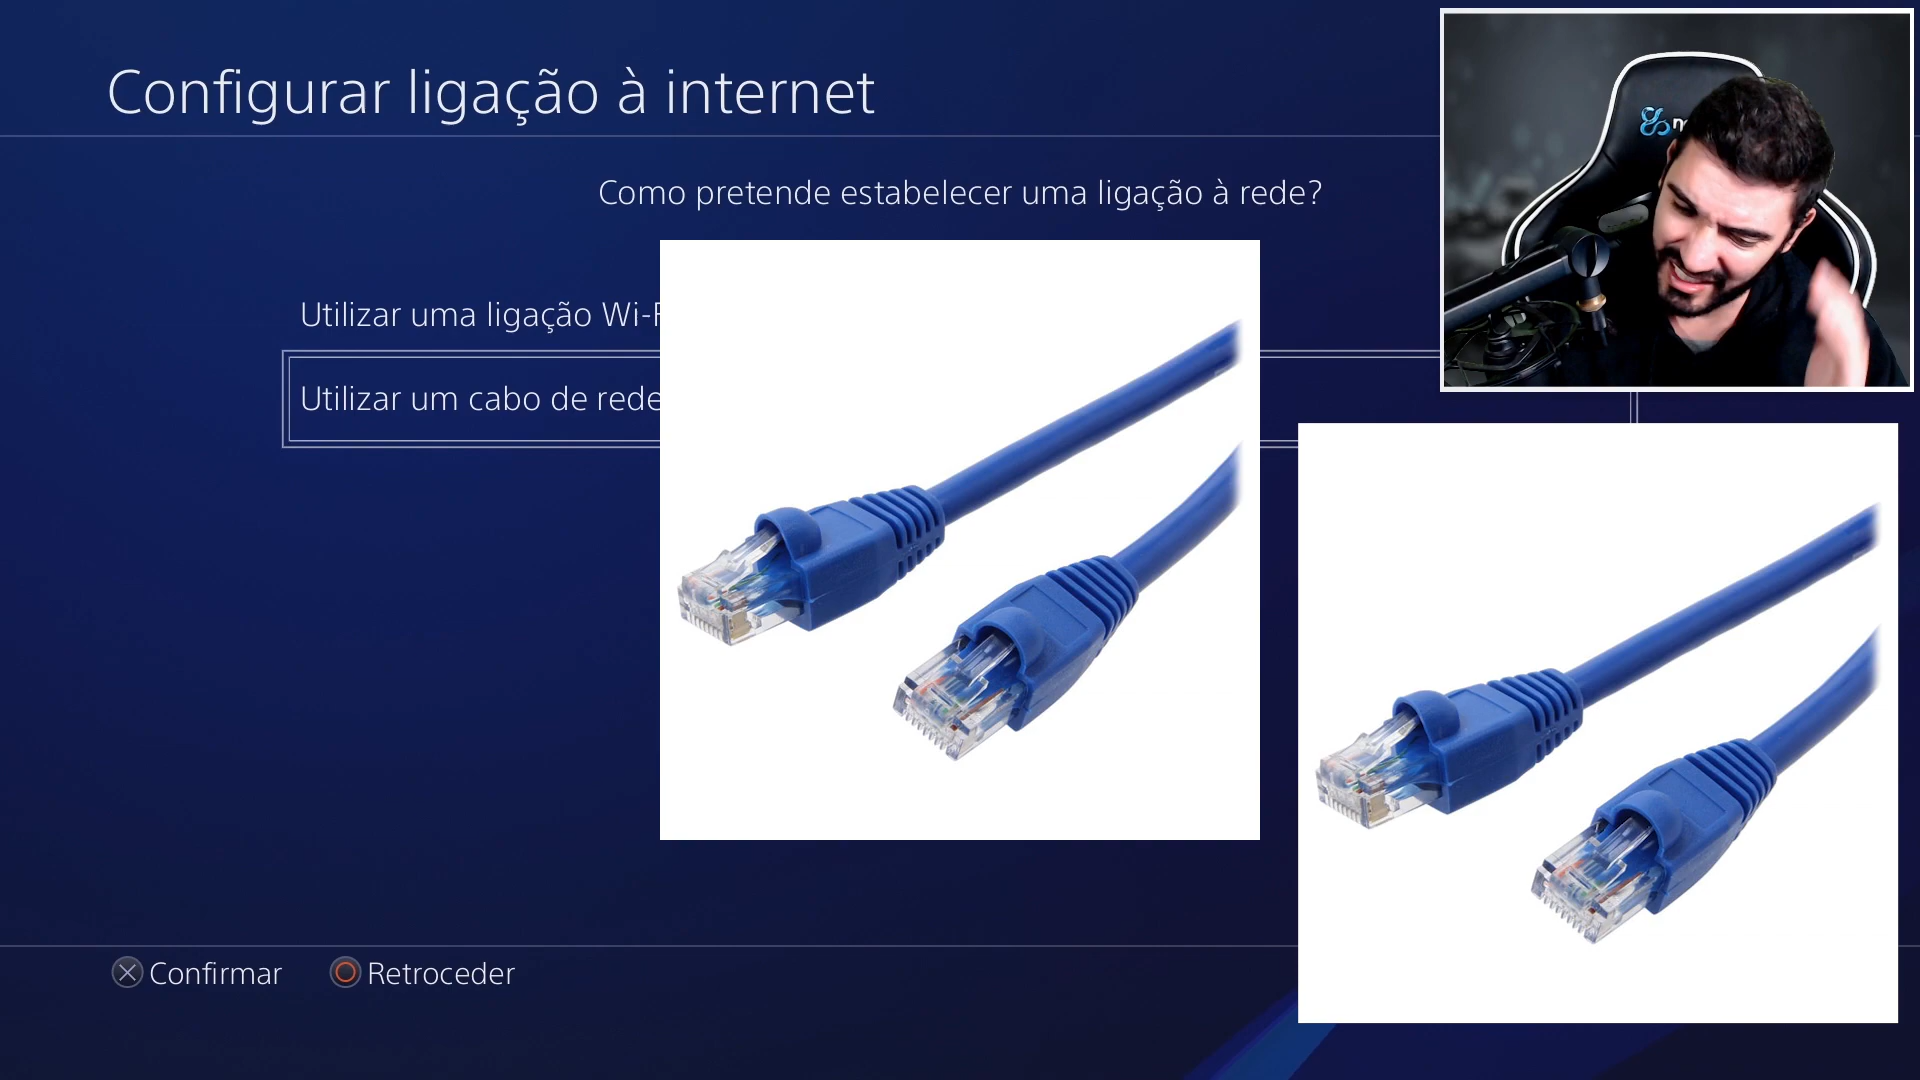 Configurar ligação à internet
Como pretende estabelecer uma ligação à rede?
Utilizar uma ligação
Utilizar um cabo de rede
Confirmar
Retroceder